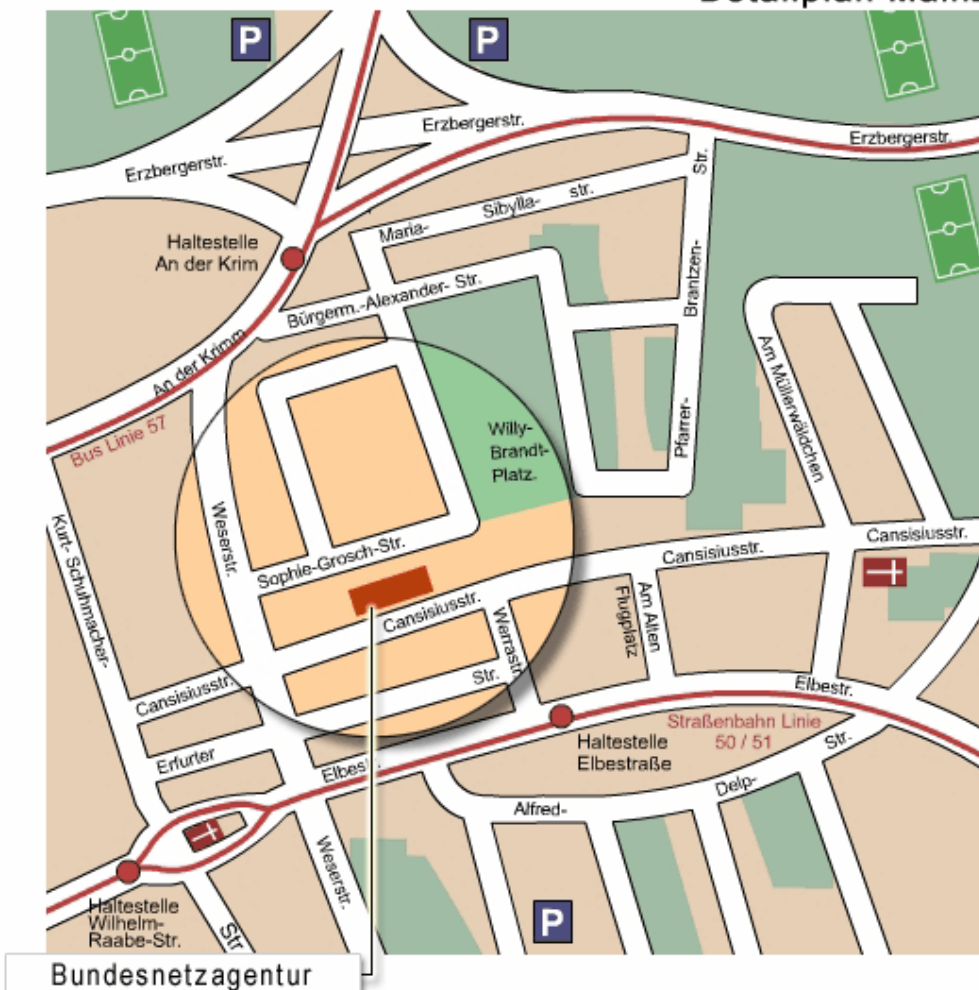 P
P
Erzbergerstr.
Erzbergerstr.
Erzbergerstr.
Maria-
Sibylla-
str.
Str.
Haltestelle
An der Krim
Bürgerm.-Alexander- Str.
Brantzen-
Pfarrer-
An der Krimm
Bus Linie 57
Am Müllerwäldchen
Willy-
Brandt-
Platz.
Weserstr.
Kurt- Schuhmacher-
Sophie-Grosch-Str.
Cansisiusstr.
Cansisiusstr.
Cansisiusstr.
Am Alten
Flugplatz
Warrastr.
Str.
Cansisiusstr.
Erfurter
Elbestr.
Elbestr.
Straßenbahn Linie
50 / 51
Haltestelle
Elbestraße
Str.
Delp-
Alfred-
Weserstr.
Haltestelle
Wilhelm-
Raabe-Str.
Str
P
Bundesnetzagentur